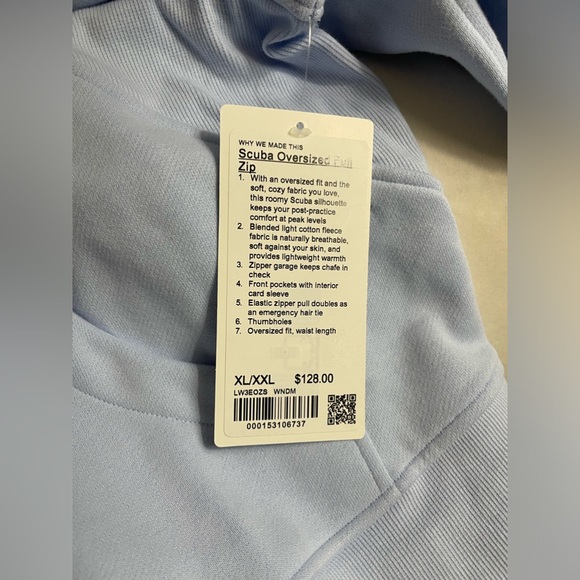 WHY WE MADE THIS
Scuba Oversized Full
Zip
1. With an oversized fit and the
soft, cozy fabric you love,
this roomy Scuba silhouette
keeps your post-practice
comfort at peak levels
2. Blended light cotton fleece
fabric is naturally breathable,
soft against your skin, and
provides lightweight warmth
3. Zipper garage keeps chafe in
check
4. Front pockets with interior
card sleeve
5. Elastic zipper pull doubles as
an emergency hair tie
6. Thumbholes
7. Oversized fit, waist length
XL/XXL $128.00
LW3EOZS WNDM
000153106737